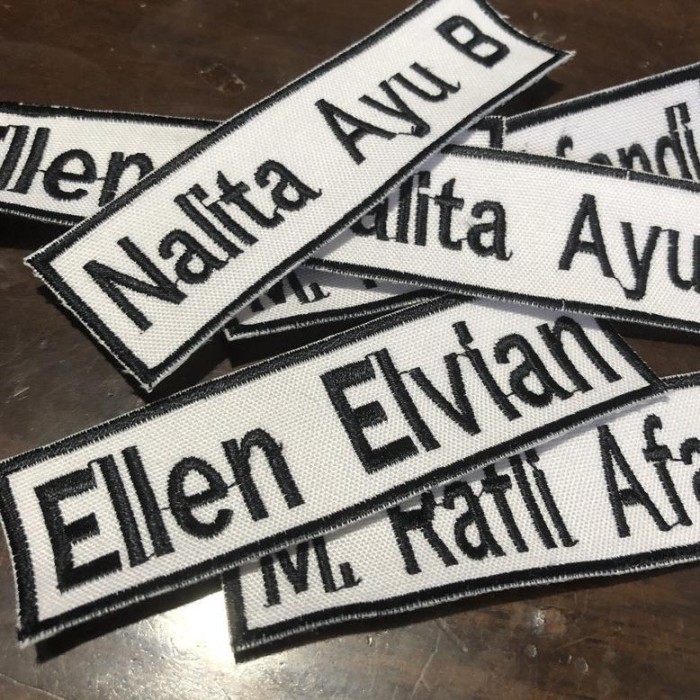 Nalita Ayu B
Ellen
alita Ayu
Ellen Elvian
M. Rafli Afa